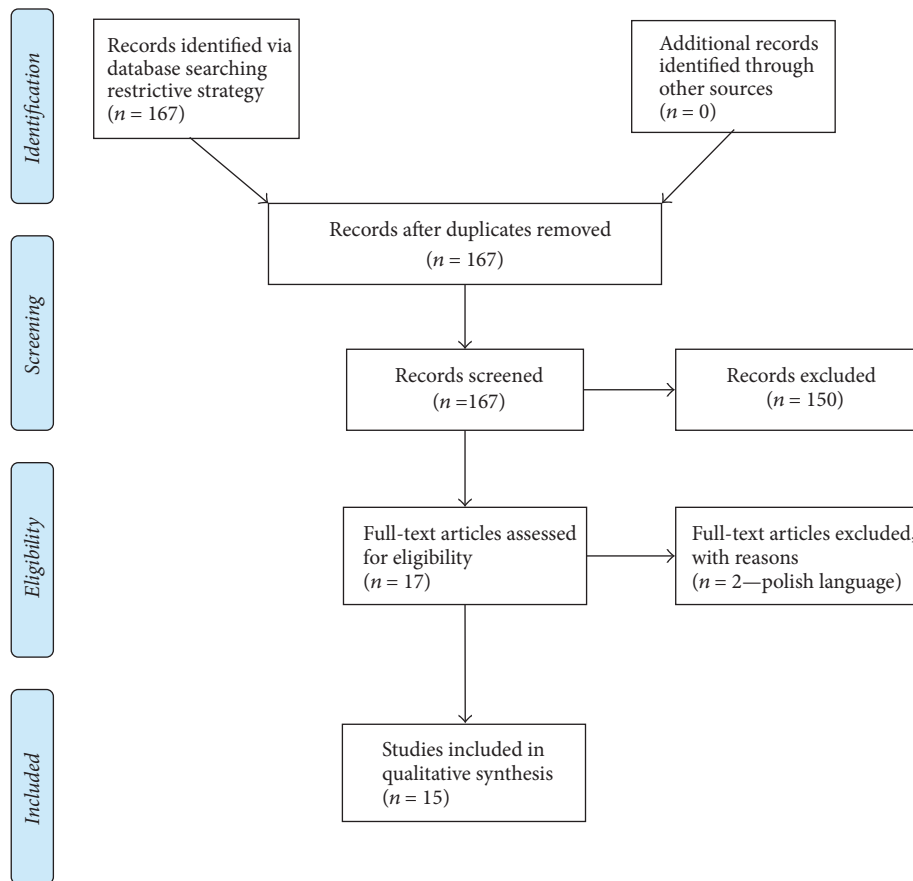 Identification
Records identified via
database searching
restrictive strategy
(n = 167)
Additional records
identified through
other sources
(n = 0)
Records after duplicates removed
(n = 167)
Screening
Records screened
(n =167)
Records excluded
(n = 150)
Eligibility
Full-text articles assessed
for eligibility
(n = 17)
Full-text articles excluded,
with reasons
(n = 2—polish language)
Included
Studies included in
qualitative synthesis
(n = 15)